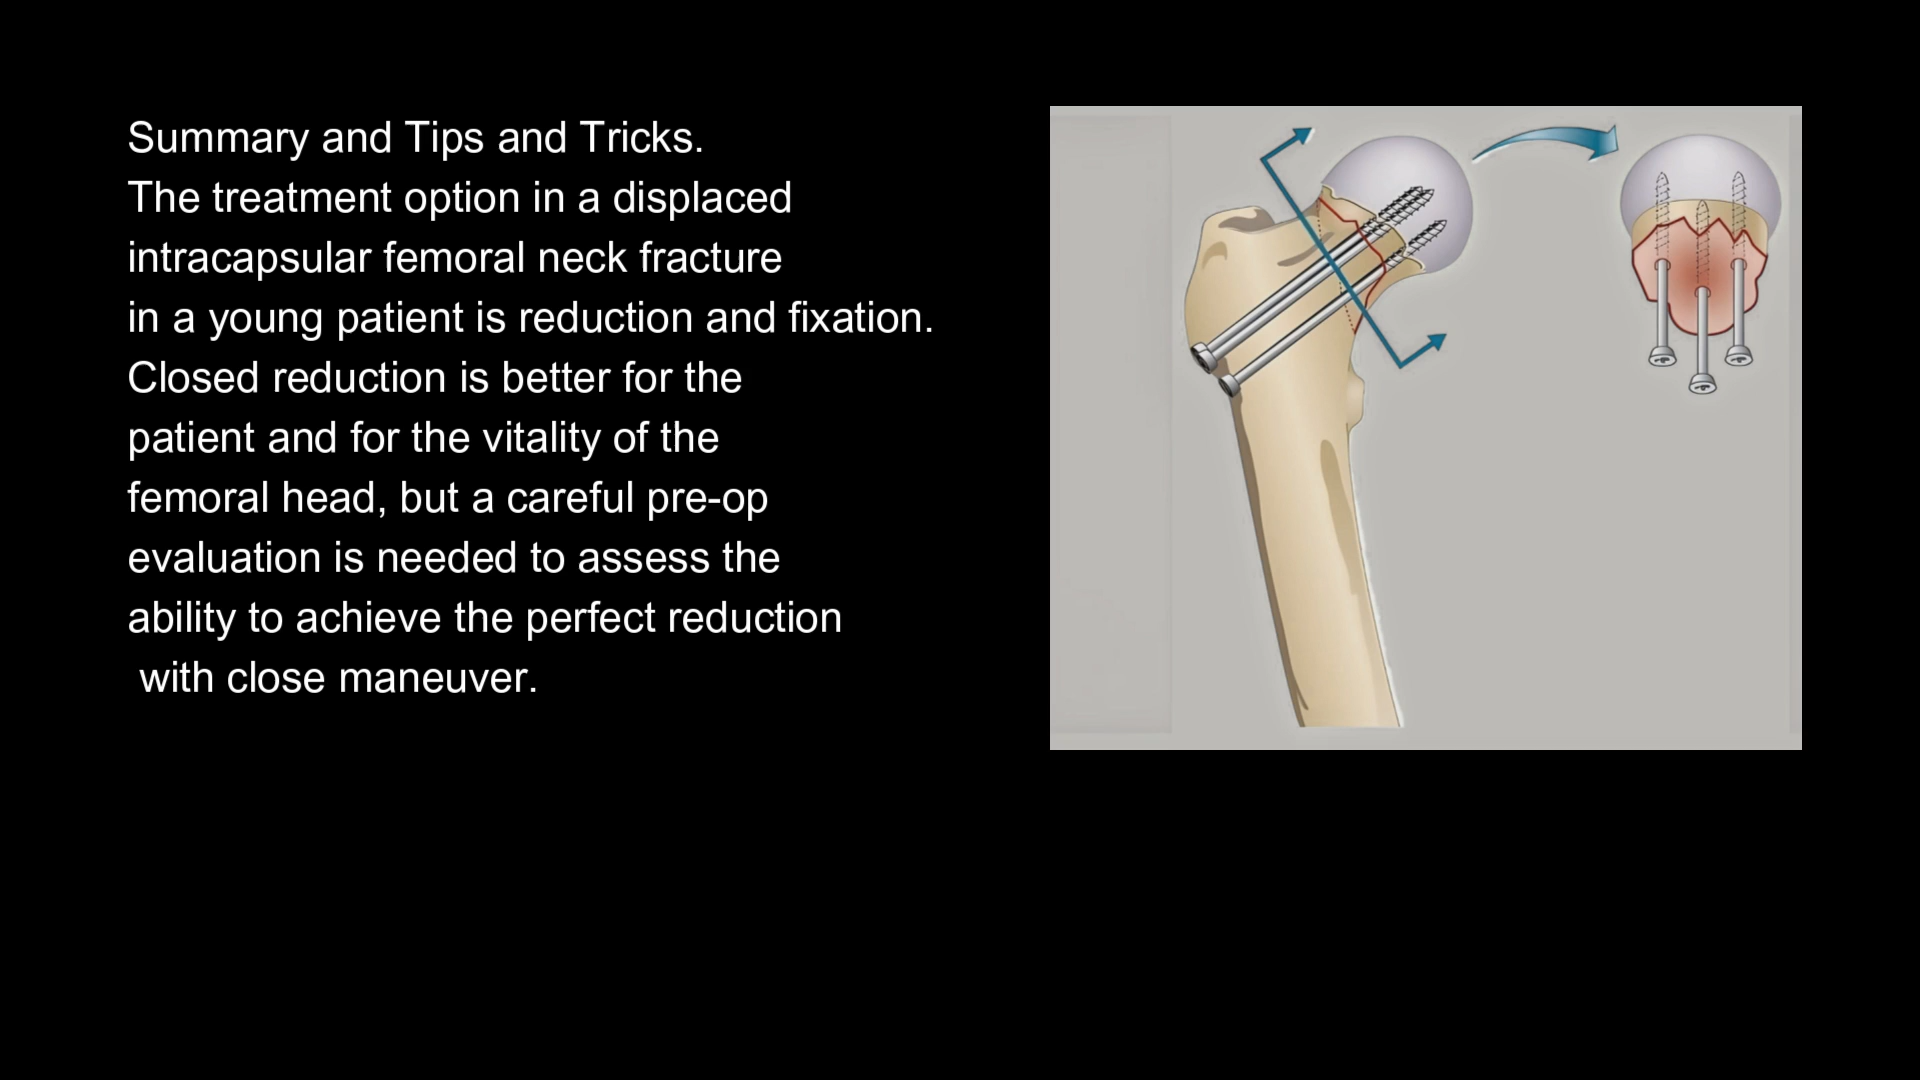 Summary and Tips and Tricks.
The treatment option in a displaced
intracapsular femoral neck fracture
in a young patient is reduction and fixation.
Closed reduction is better for the
patient and for the vitality of the
femoral head, but a careful pre-op
evaluation is needed to assess the
ability to achieve the perfect reduction
with close maneuver.